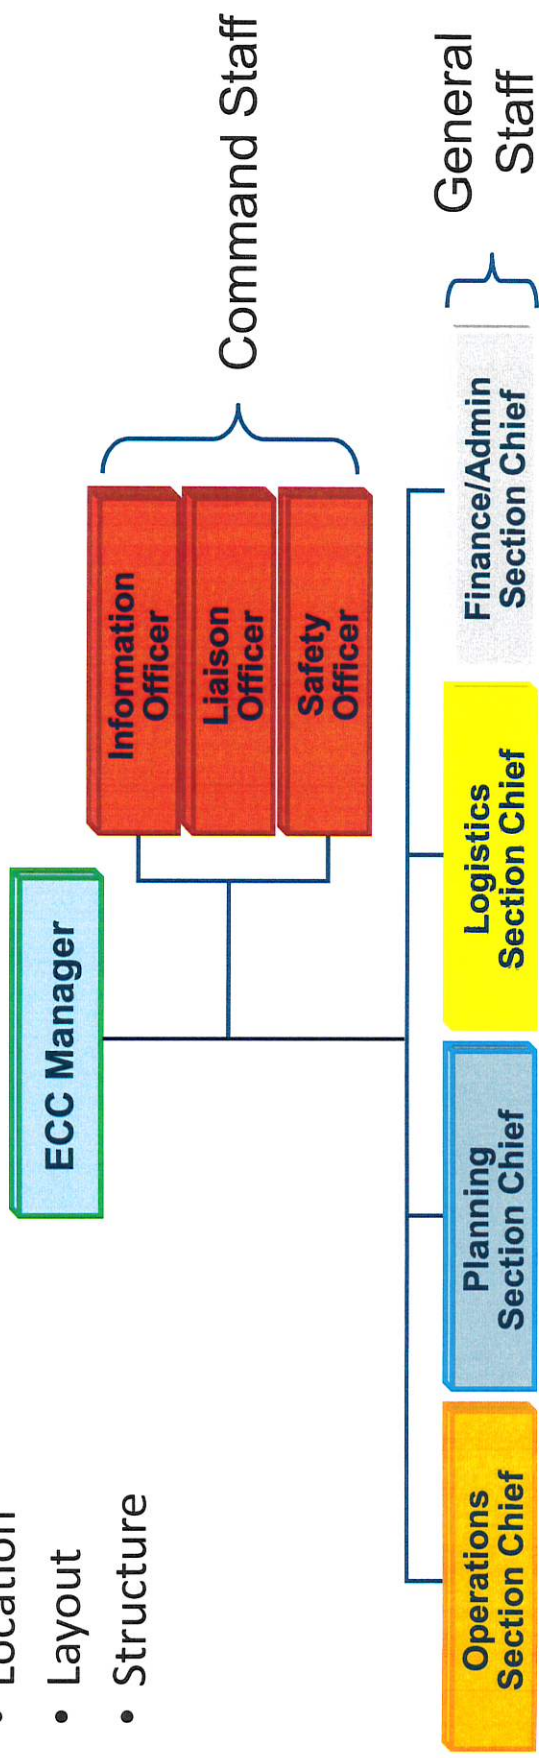 • Location
• Layout
• Structure
ECC Manager
Information
Officer
Liaison
Officer
Safety
Officer
Command Staff
Operations
Section Chief
Planning
Section Chief
Logistics
Section Chief
Finance/Admin
Section Chief
General
Staff